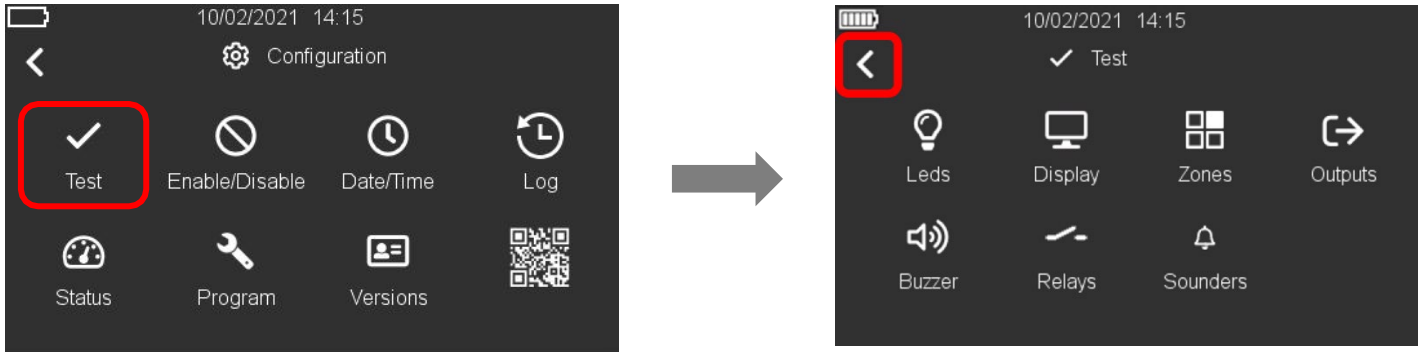 10/02/2021 14:15
Configuration
Test Enable/Disable Date/Time Log
Status Program Versions
10/02/2021 14:15
Test
Leds Display Zones Outputs
Buzzer Relays Sounders